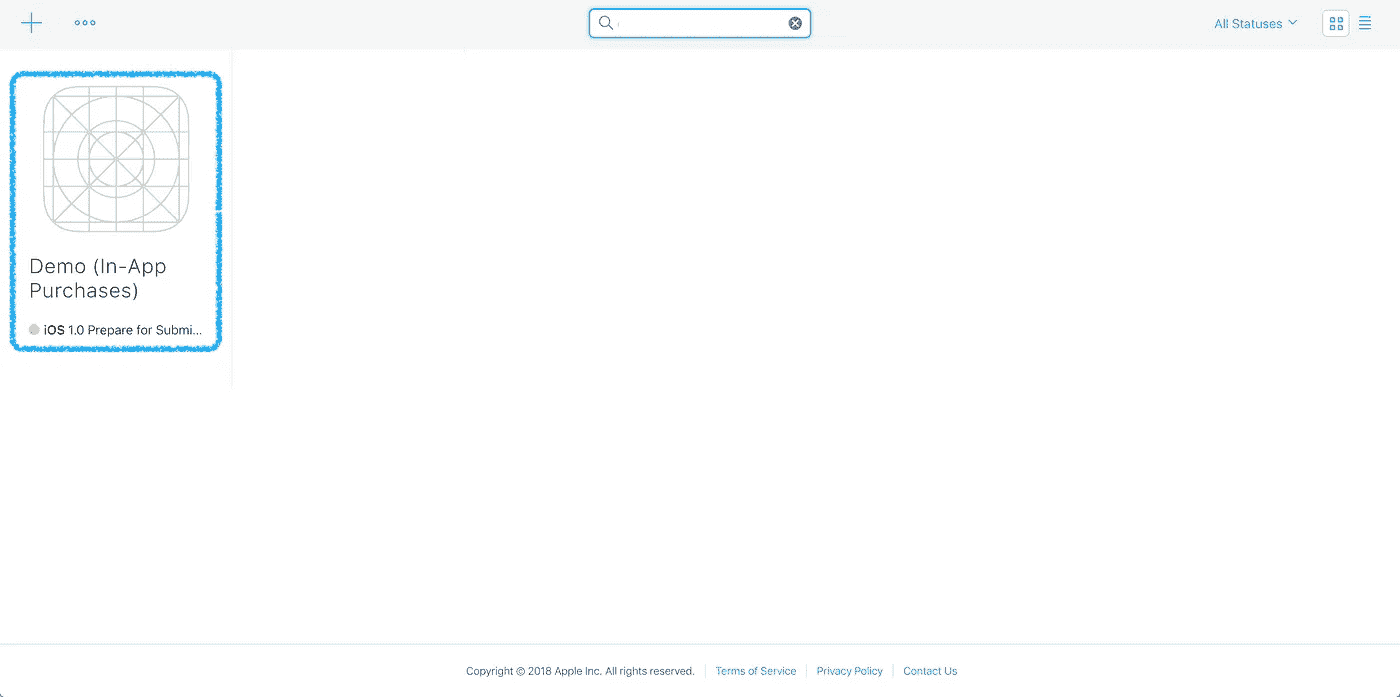 All Statuses
Demo (In-App
Purchases)
iOS 1.0 Prepare for Submi...
Copyright © 2018 Apple Inc. All rights reserved. Terms of Service Privacy Policy Contact Us